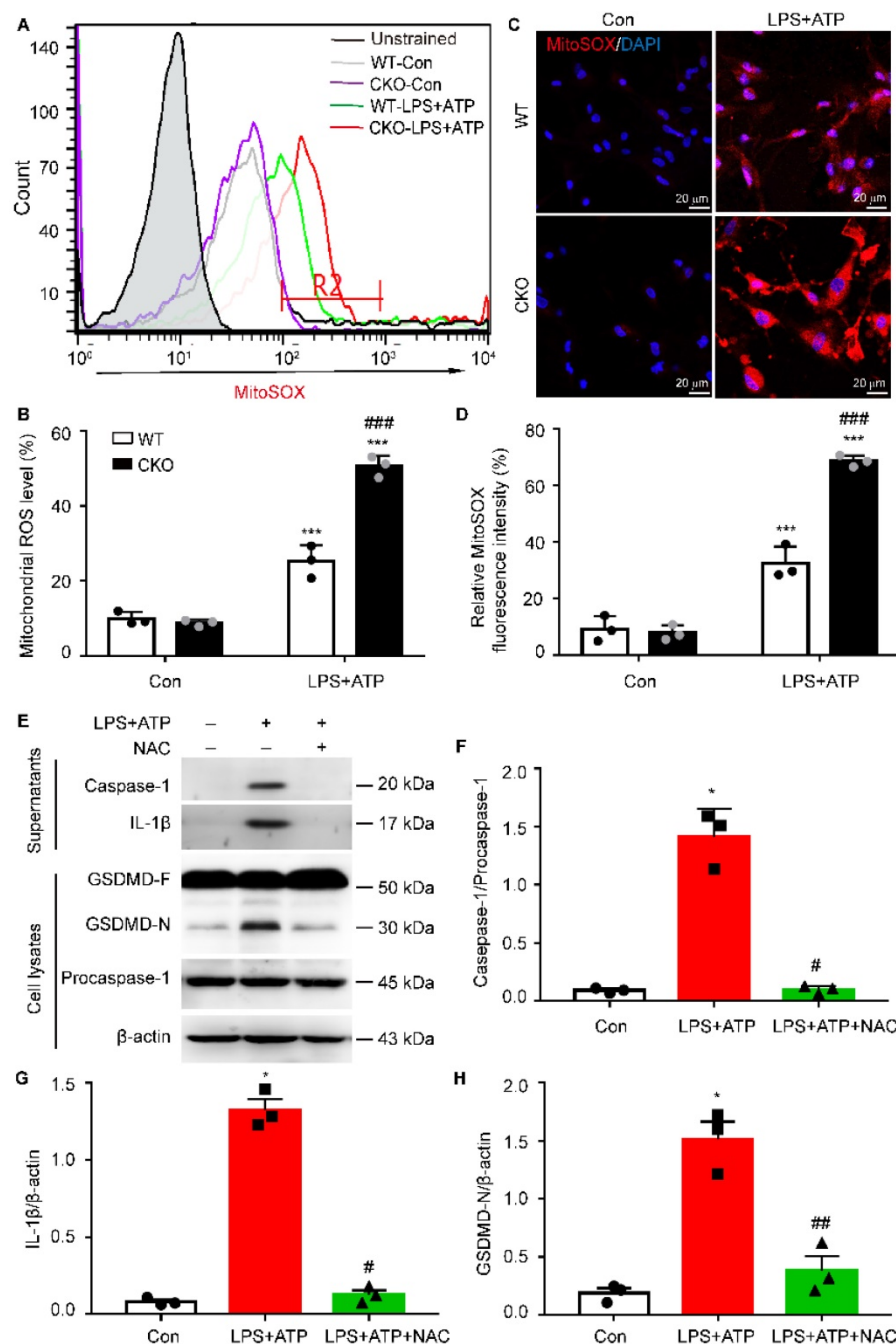 A
140
130
100
70
40
10
Count
Unstrained
WT-Con
CKO-Con
WT-LPS+ATP
CKO-LPS+ATP
R2
10⁰ 10¹ 10² 10³ 10⁴
MitoSOX
C
Con LPS+ATP
MitoSOX/DAPI
WT
20 μm 20 μm
CKO
20 μm 20 μm
B
Mitochondrial ROS level (%)
60
40
20
0
WT
CKO
***
###
***
Con LPS+ATP
D
Relative MitoSOX
fluorescence intensity (%)
80
60
40
20
0
***
###
***
Con LPS+ATP
E
LPS+ATP – + +
NAC – – +
Supernatants
Caspase-1 20 kDa
IL-1β 17 kDa
Cell lysates
GSDMD-F 50 kDa
GSDMD-N 30 kDa
Procaspase-1 45 kDa
β-actin 43 kDa
F
Casepase-1/Procaspase-1
2.0
1.5
1.0
0.5
0.0
*
#
Con LPS+ATP LPS+ATP+NAC
G
IL-1β/β-actin
1.5
1.0
0.5
0.0
*
#
Con LPS+ATP LPS+ATP+NAC
H
GSDMD-N/β-actin
2.0
1.5
1.0
0.5
0.0
*
##
Con LPS+ATP LPS+ATP+NAC